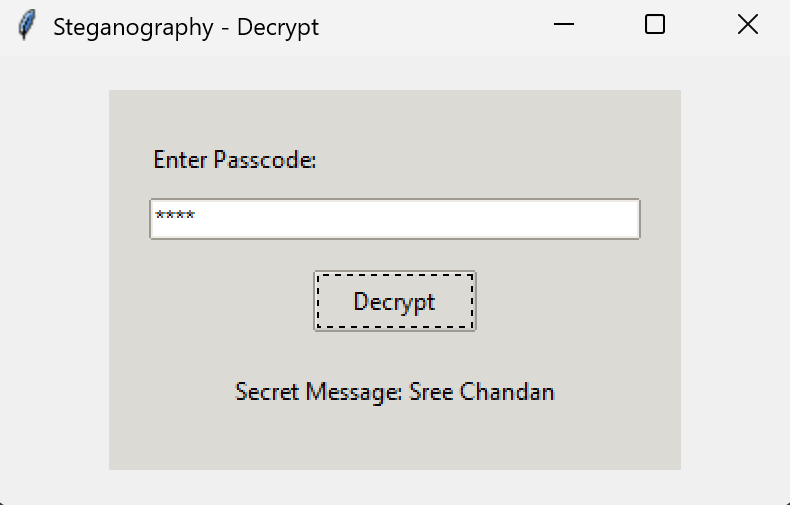 Steganography - Decrypt
Enter Passcode:
****
Decrypt
Secret Message: Sree Chandan